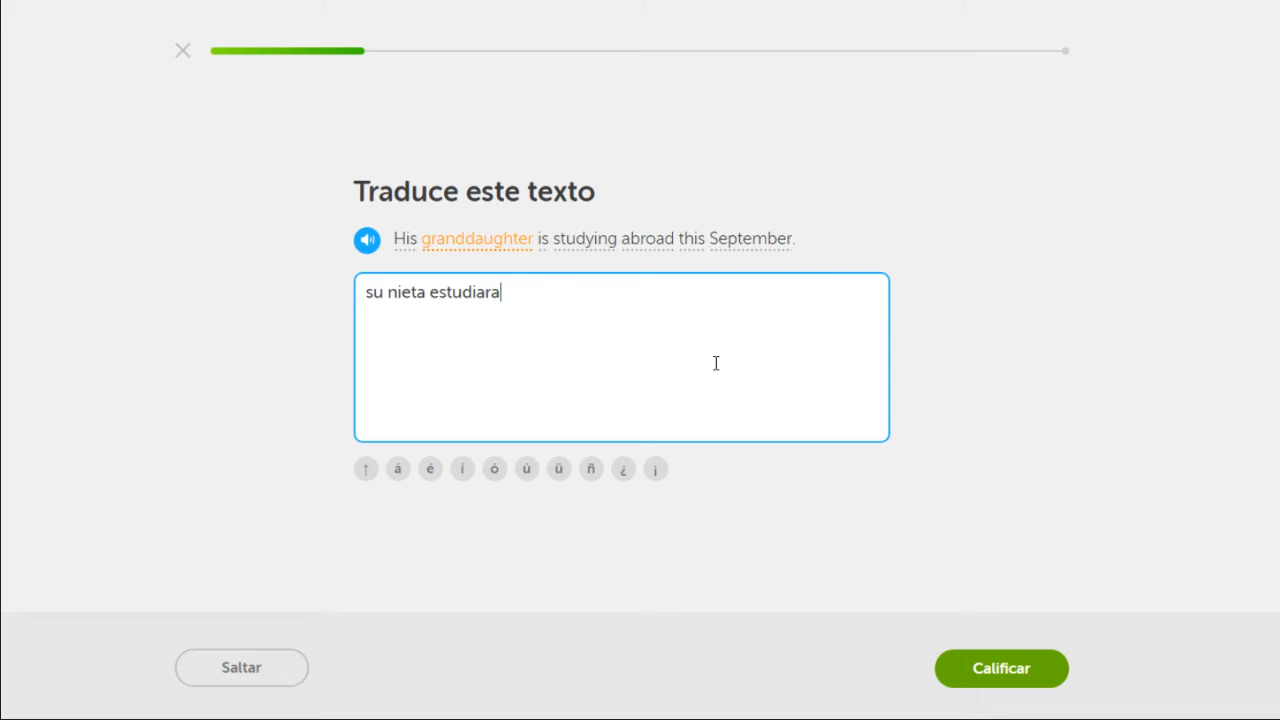 Traduce este texto
His granddaughter is studying abroad this September.
su nieta estudiara
↑ á é í ó ú ü ñ ¿ ¡
Saltar
Calificar